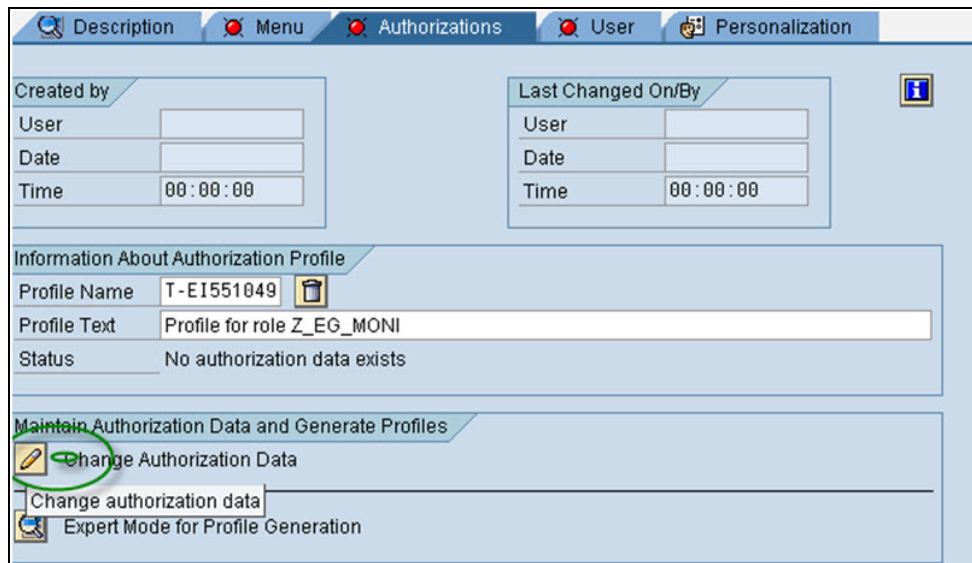 Description Menu Authorizations User Personalization
Created by
User
Date
Time 00:00:00
Last Changed On/By
User
Date
Time 00:00:00
Information About Authorization Profile
Profile Name T-EI551049
Profile Text Profile for role Z_EG_MONI
Status No authorization data exists
Maintain Authorization Data and Generate Profiles
Change Authorization Data
Change authorization data
Expert Mode for Profile Generation